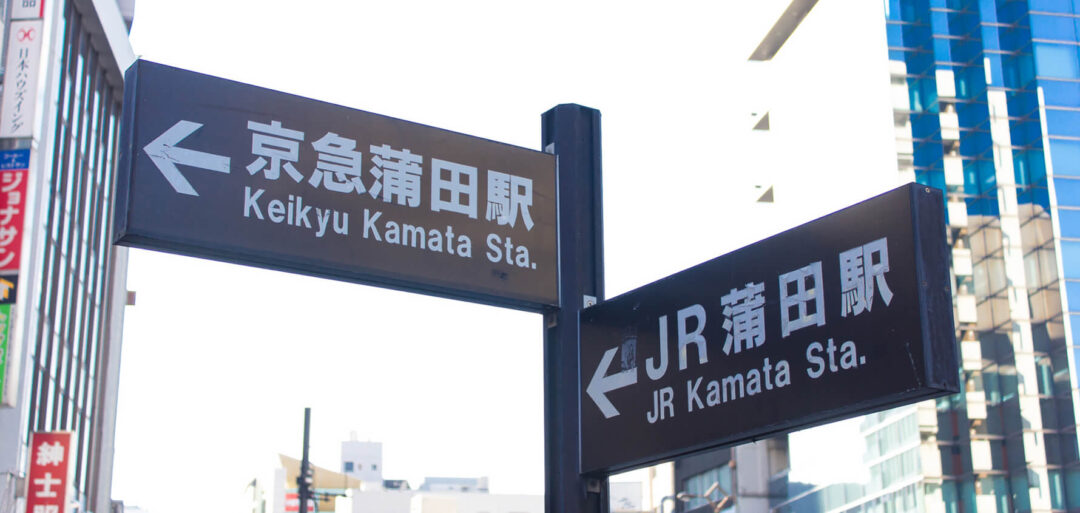 京急蒲田駅
Keikyu Kamata Sta.
JR蒲田駅
JR Kamata Sta.
日本ハウズイング
ジョナサン
紳士